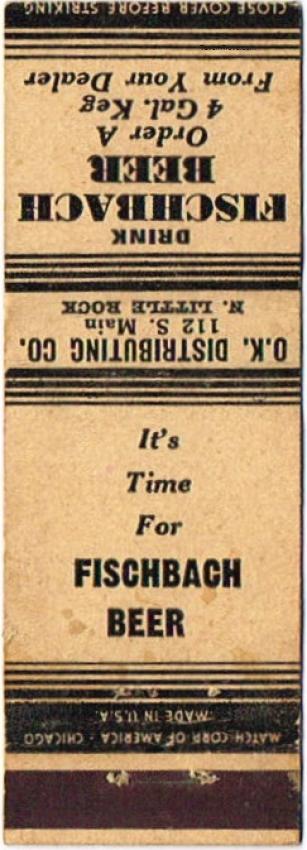 CLOSE COVER BEFORE STRIKING
DRINK
FISCHBACH
BEER
Order A
4 Gal. Keg
From Your Dealer
O.K. DISTRIBUTING CO.
112 S. Main
N. LITTLE ROCK
It's
Time
For
FISCHBACH
BEER
MATCH CORP OF AMERICA - CHICAGO
MADE IN U.S.A.